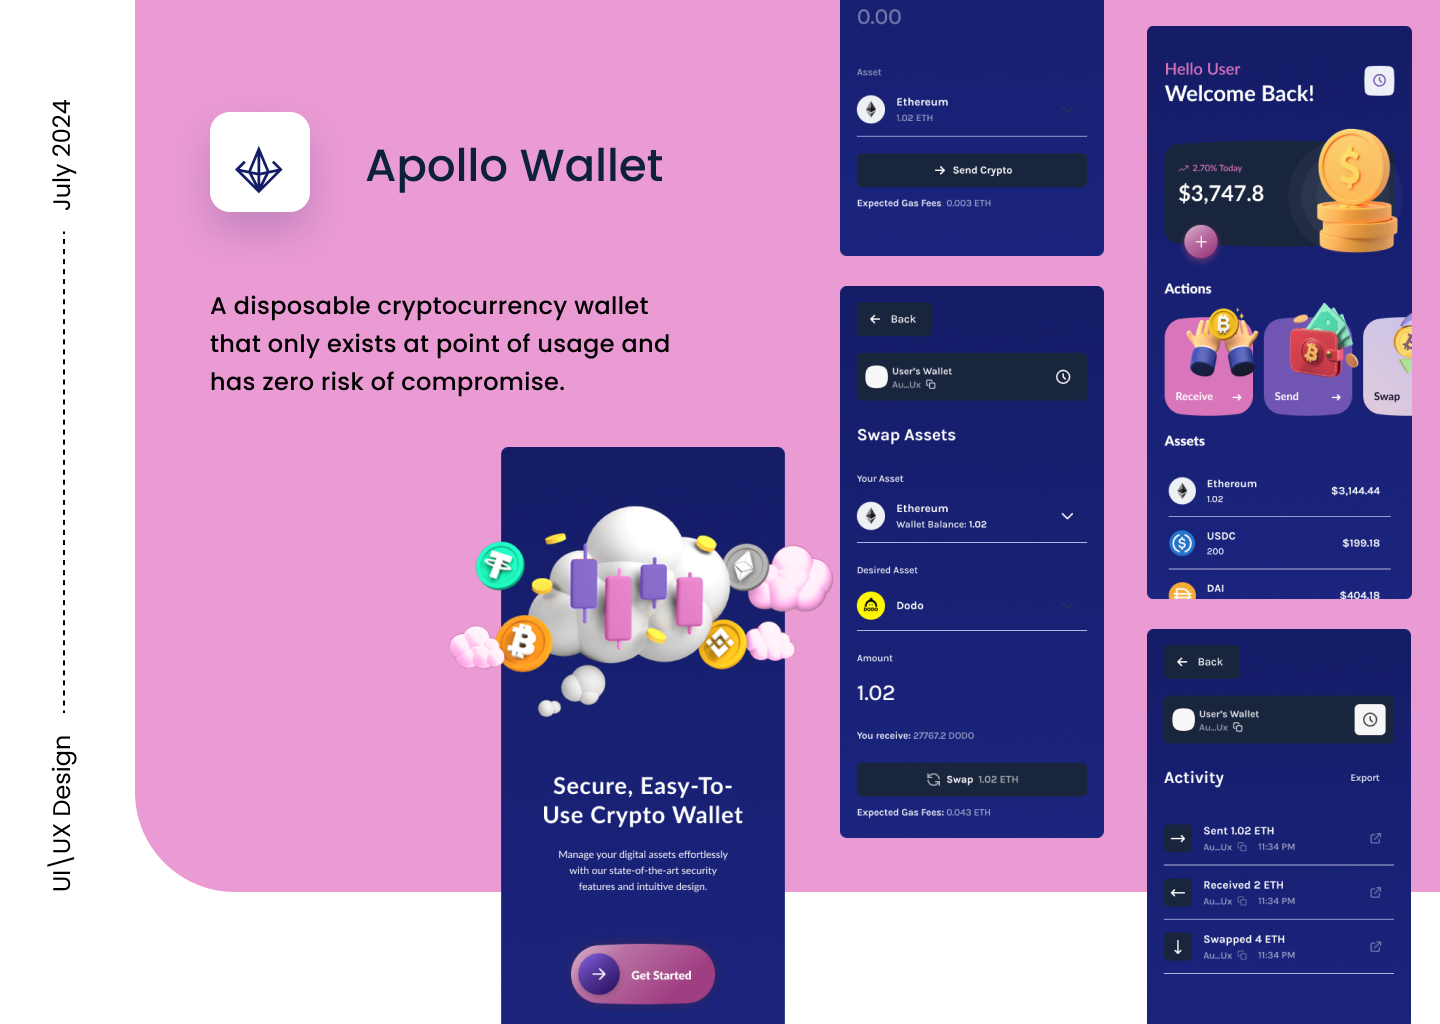 July 2024
UI\UX Design
Apollo Wallet
A disposable cryptocurrency wallet
that only exists at point of usage and
has zero risk of compromise.
Secure, Easy-To-
Use Crypto Wallet
Manage your digital assets effortlessly
with our state-of-the-art security
features and intuitive design.
Get Started
0.00
Asset
Ethereum
1.02 ETH
Send Crypto
Expected Gas Fees 0.003 ETH
Back
User's Wallet
Au...Ux
Swap Assets
Your Asset
Ethereum
Wallet Balance: 1.02
Desired Asset
DODO
Dodo
Amount
1.02
You receive: 27767.2 DODO
Swap 1.02 ETH
Expected Gas Fees: 0.043 ETH
Hello User
Welcome Back!
2.70% Today
$3,747.8
Actions
Receive
Send
Swap
Assets
Ethereum
1.02
$3,144.44
USDC
200
$199.18
DAI
$404.18
Back
User's Wallet
Au...Ux
Activity
Export
Sent 1.02 ETH
Au...Ux 11:34 PM
Received 2 ETH
Au...Ux 11:34 PM
Swapped 4 ETH
Au...Ux 11:34 PM